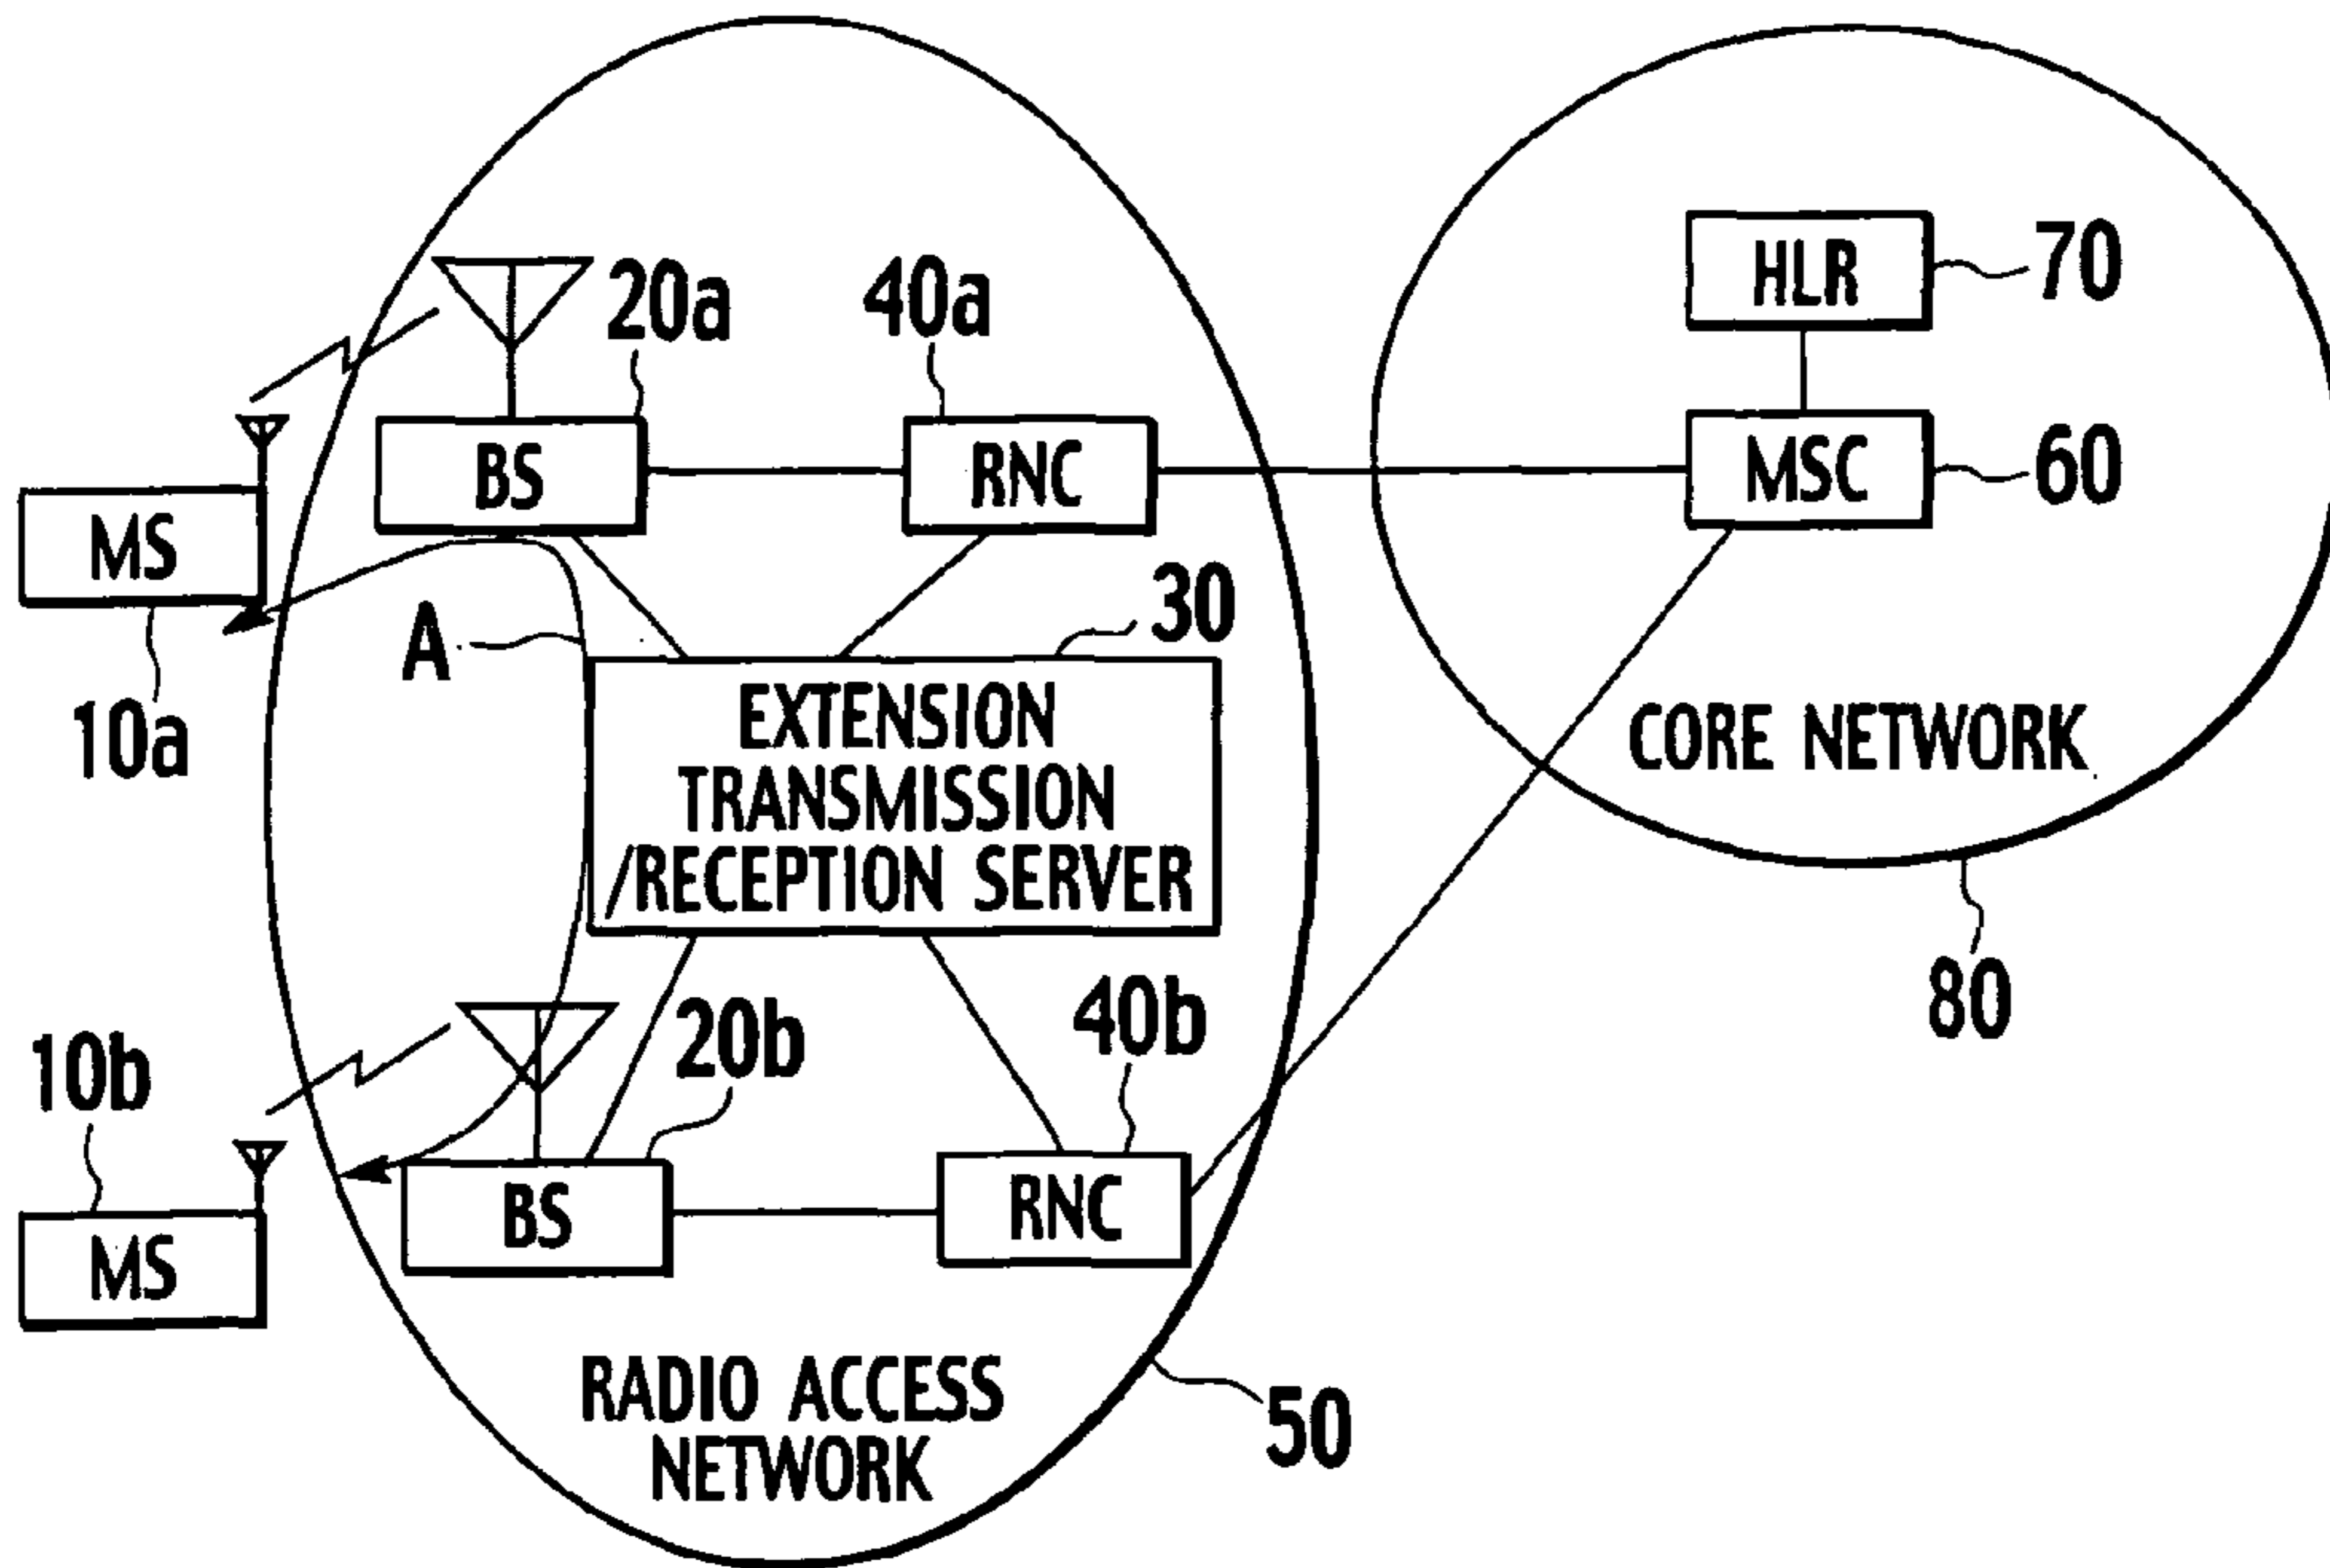 20a
40a
HLR
70
BS
RNC
MSC
60
MS
A
30
10a
EXTENSION
TRANSMISSION
/RECEPTION SERVER
CORE NETWORK
80
10b
20b
40b
BS
RNC
MS
RADIO ACCESS
NETWORK
50